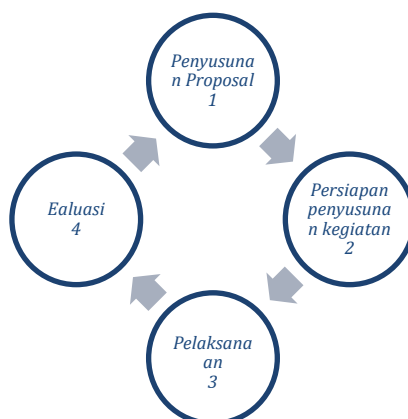 Penyusuna
n Proposal
1
Persiapan
penyusuna
n kegiatan
2
Pelaksana
an
3
Ealuasi
4